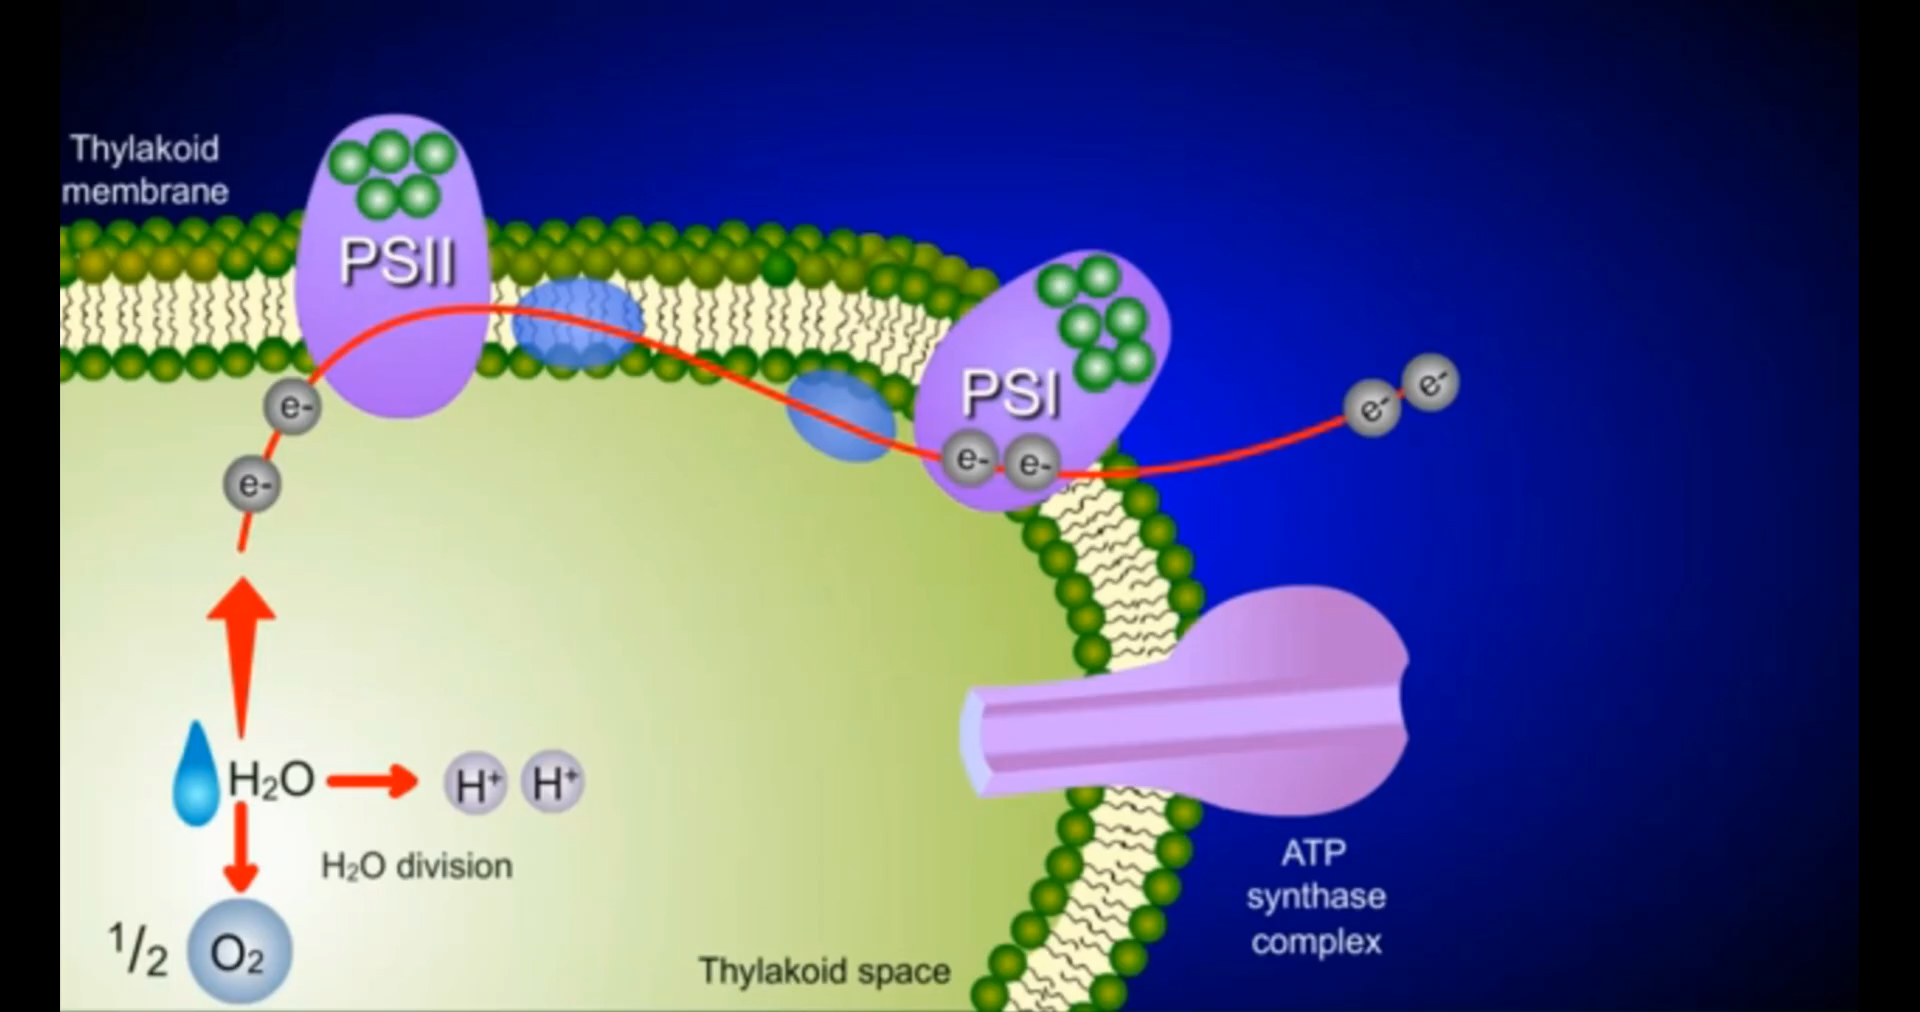 Thylakoid
membrane
PSII
PSI
e-
e-
e-
e-
e-
e-
H₂O
H⁺
H⁺
H₂O division
1/2
O₂
Thylakoid space
ATP
synthase
complex